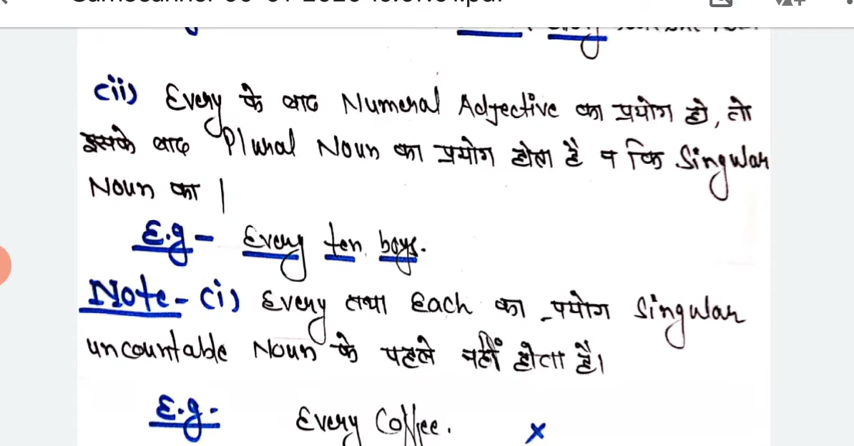 (ii) Every के बाद Numeral Adjective का प्रयोग हो, तो
इसके बाद Plural Noun का प्रयोग होता है न कि Singular
Noun का |
E.g - Every ten boys.
Note - (i) Every तथा Each का प्रयोग Singular
uncountable Noun के पहले नहीं होता है।
E.g - Every Coffee. ×